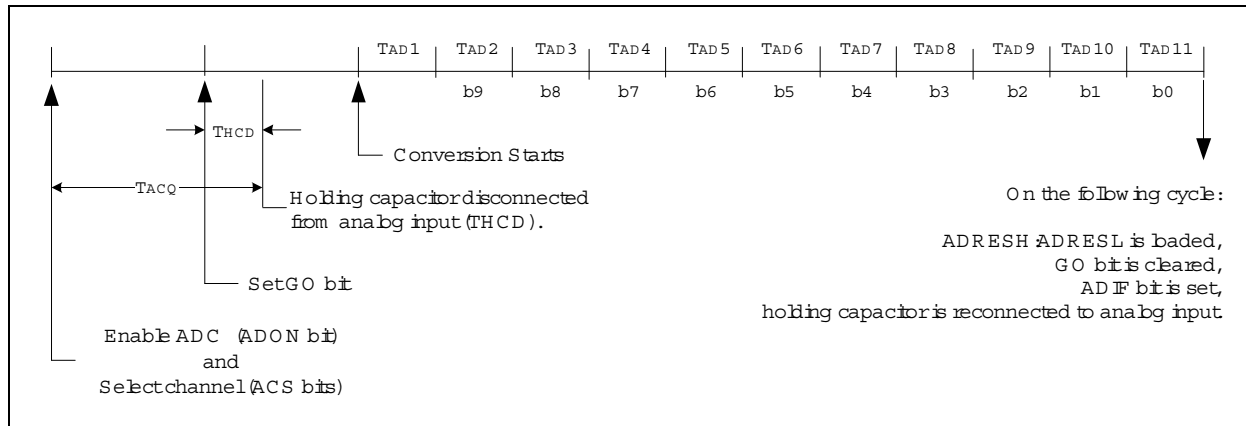 TAD1 TAD2 TAD3 TAD4 TAD5 TAD6 TAD7 TAD8 TAD9 TAD10 TAD11
b9 b8 b7 b6 b5 b4 b3 b2 b1 b0
THCD
Conversion Starts
TACQ
Holding capacitor disconnected
from analog input (THCD).
On the following cycle:
ADRESH:ADRESL is loaded,
GO bit is cleared,
ADIF bit is set,
holding capacitor is reconnected to analog input.
Set GO bit
Enable ADC (ADON bit)
and
Select channel (ACS bits)